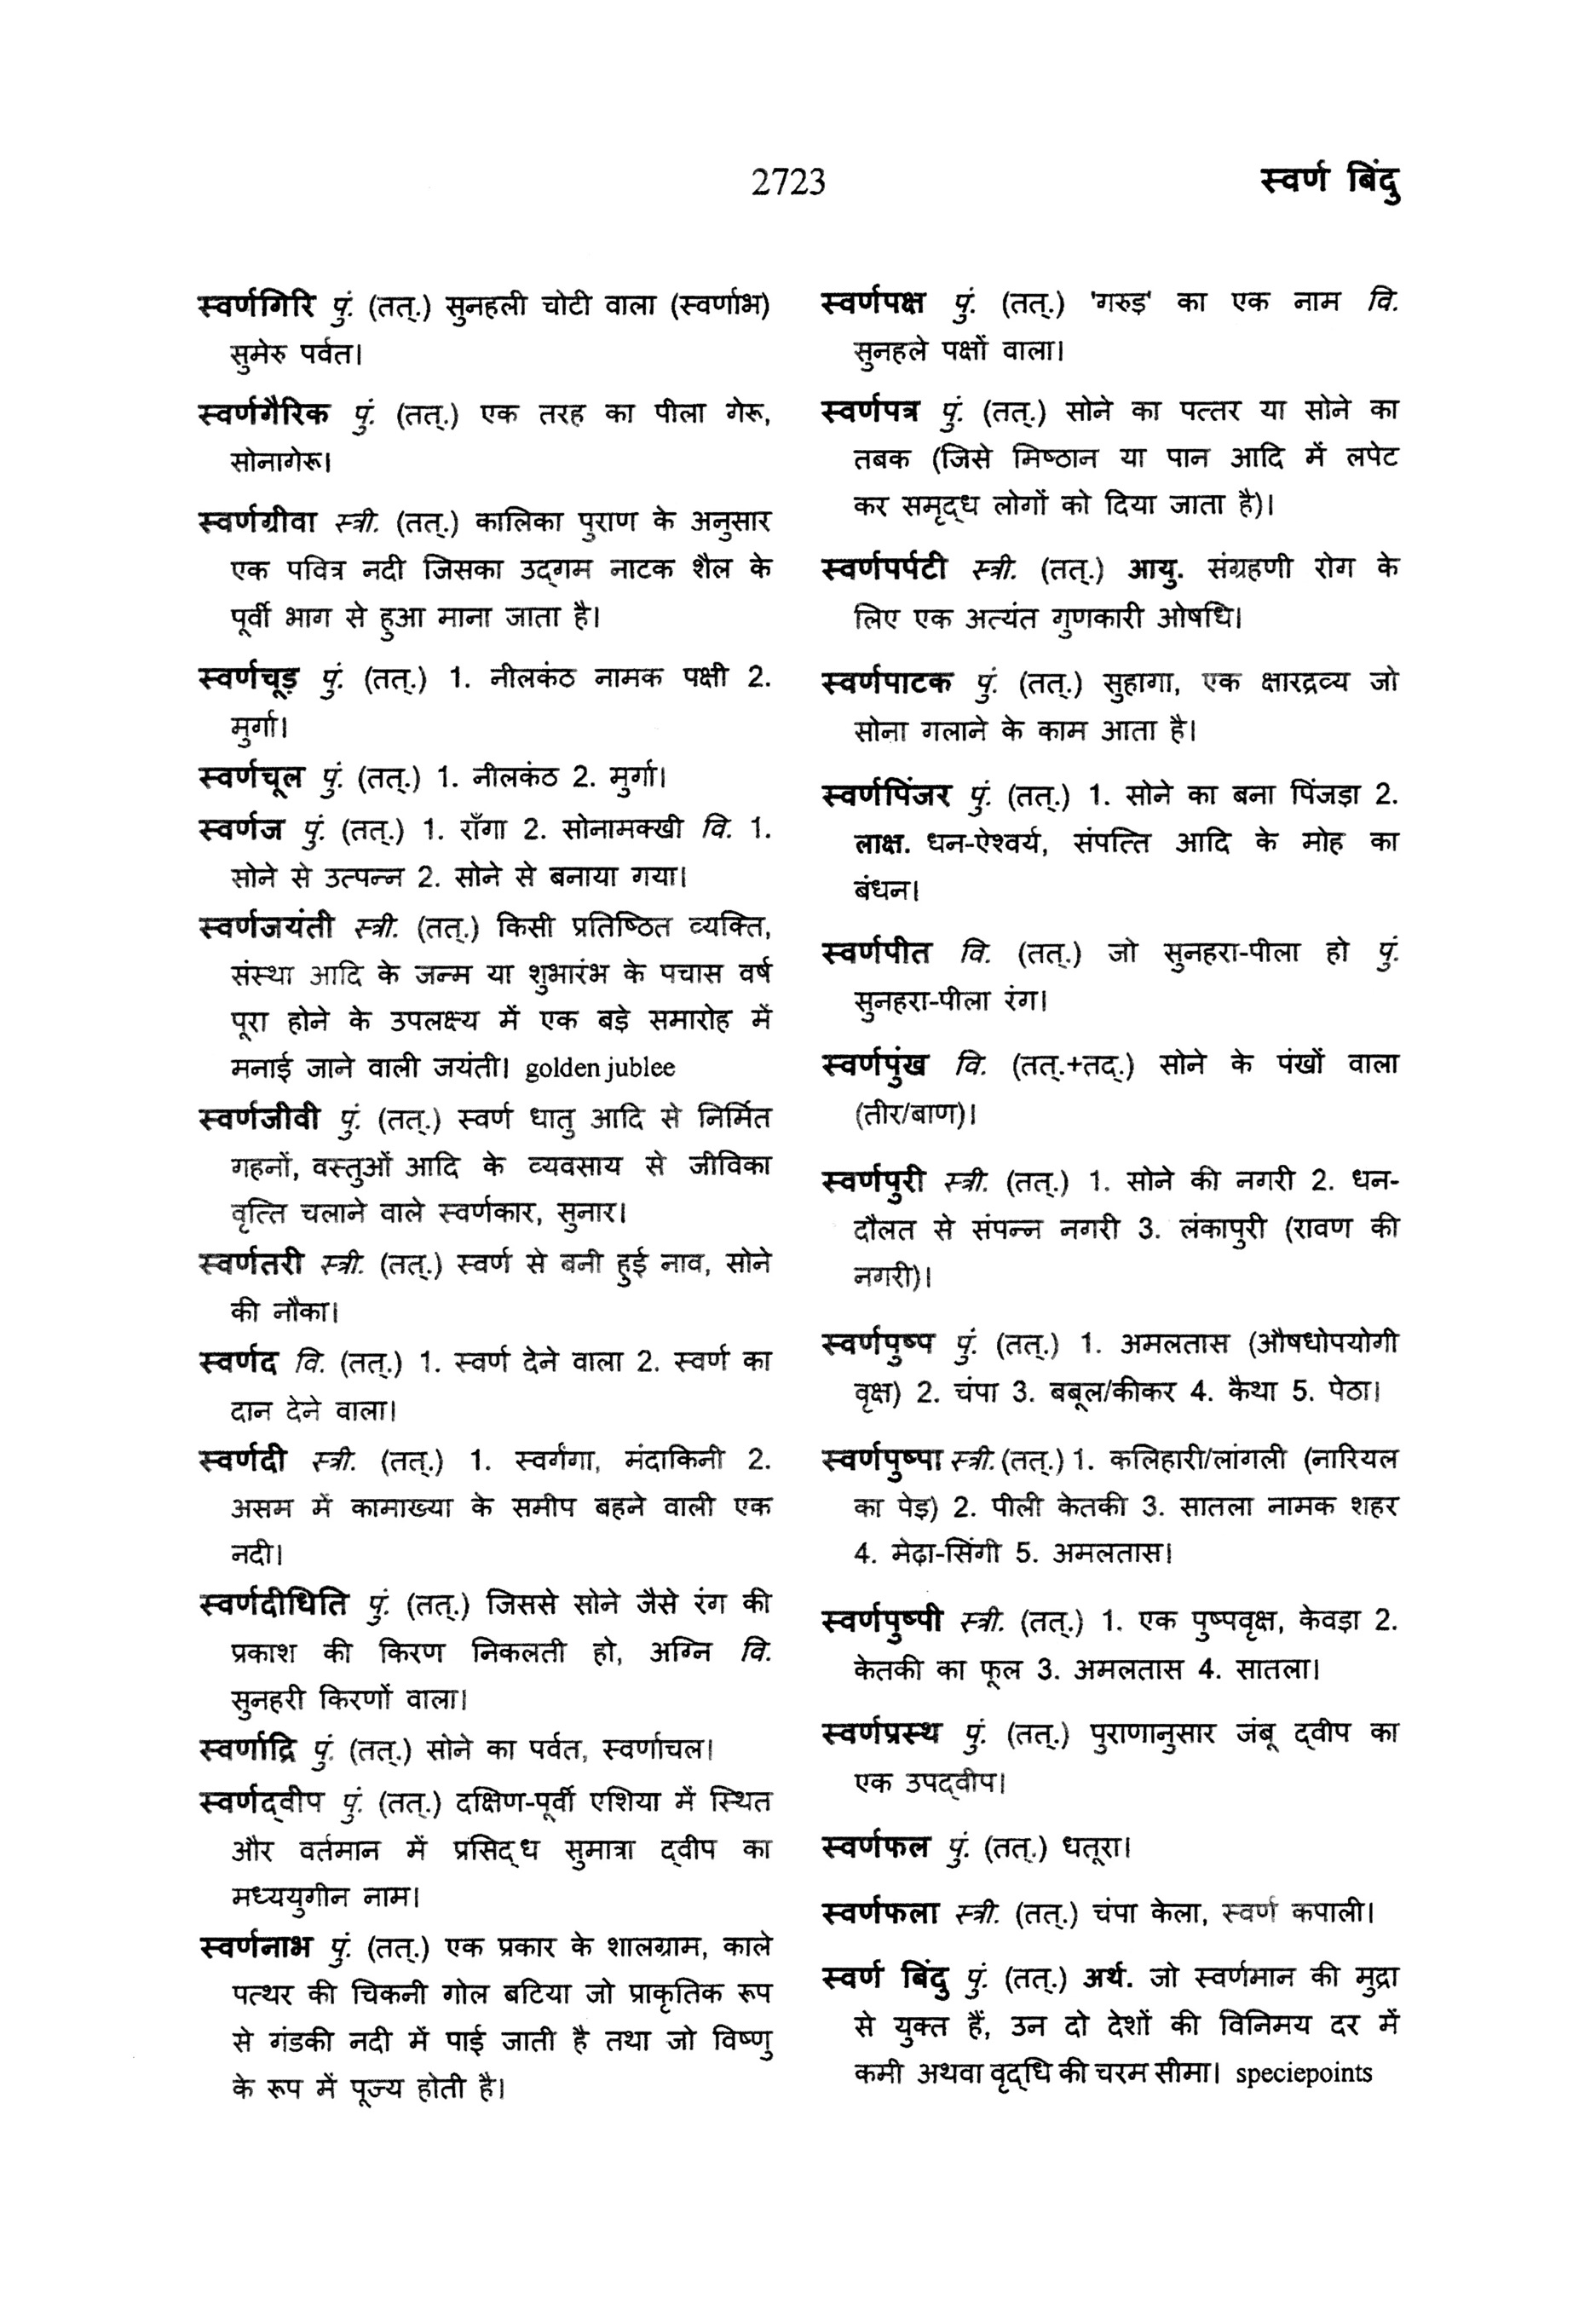 2723
स्वर्ण बिंदु
स्वर्णगिरि पुं. (तत्.) सुनहली चोटी वाला (स्वर्णाभ)
सुमेरु पर्वत।
स्वर्णगैरिक पुं. (तत्.) एक तरह का पीला गेरू,
सोनागेरू।
स्वर्णग्रीवा स्त्री. (तत्.) कालिका पुराण के अनुसार
एक पवित्र नदी जिसका उद्गम नाटक शैल के
पूर्वी भाग से हुआ माना जाता है।
स्वर्णचूड़ पुं. (तत्.) 1. नीलकंठ नामक पक्षी 2.
मुर्गा।
स्वर्णचूल पुं. (तत्.) 1. नीलकंठ 2. मुर्गा।
स्वर्णज पुं. (तत्.) 1. राँगा 2. सोनामक्खी वि. 1.
सोने से उत्पन्न 2. सोने से बनाया गया।
स्वर्णजयंती स्त्री. (तत्.) किसी प्रतिष्ठित व्यक्ति,
संस्था आदि के जन्म या शुभारंभ के पचास वर्ष
पूरा होने के उपलक्ष्य में एक बड़े समारोह में
मनाई जाने वाली जयंती। golden jublee
स्वर्णजीवी पुं. (तत्.) स्वर्ण धातु आदि से निर्मित
गहनों, वस्तुओं आदि के व्यवसाय से जीविका
वृत्ति चलाने वाले स्वर्णकार, सुनार।
स्वर्णतरी स्त्री. (तत्.) स्वर्ण से बनी हुई नाव, सोने
की नौका।
स्वर्णद वि. (तत्.) 1. स्वर्ण देने वाला 2. स्वर्ण का
दान देने वाला।
स्वर्णदी स्त्री. (तत्.) 1. स्वर्गंगा, मंदाकिनी 2.
असम में कामाख्या के समीप बहने वाली एक
नदी।
स्वर्णदीधिति पुं. (तत्.) जिससे सोने जैसे रंग की
प्रकाश की किरण निकलती हो, अग्नि वि.
सुनहरी किरणों वाला।
स्वर्णाद्रि पुं. (तत्.) सोने का पर्वत, स्वर्णाचल।
स्वर्णद्वीप पुं. (तत्.) दक्षिण-पूर्वी एशिया में स्थित
और वर्तमान में प्रसिद्ध सुमात्रा द्वीप का
मध्ययुगीन नाम।
स्वर्णनाभ पुं. (तत्.) एक प्रकार के शालग्राम, काले
पत्थर की चिकनी गोल बटिया जो प्राकृतिक रूप
से गंडकी नदी में पाई जाती है तथा जो विष्णु
के रूप में पूज्य होती है।
स्वर्णपक्ष पुं. (तत्.) 'गरुड़' का एक नाम वि.
सुनहले पक्षों वाला।
स्वर्णपत्र पुं. (तत्.) सोने का पत्तर या सोने का
तबक (जिसे मिष्ठान या पान आदि में लपेट
कर समृद्ध लोगों को दिया जाता है)।
स्वर्णपर्पटी स्त्री. (तत्.) आयु. संग्रहणी रोग के
लिए एक अत्यंत गुणकारी ओषधि।
स्वर्णपाटक पुं. (तत्.) सुहागा, एक क्षारद्रव्य जो
सोना गलाने के काम आता है।
स्वर्णपिंजर पुं. (तत्.) 1. सोने का बना पिंजड़ा 2.
लाक्ष. धन-ऐश्वर्य, संपत्ति आदि के मोह का
बंधन।
स्वर्णपीत वि. (तत्.) जो सुनहरा-पीला हो पुं.
सुनहरा-पीला रंग।
स्वर्णपुंख वि. (तत्.+तद्.) सोने के पंखों वाला
(तीर/बाण)।
स्वर्णपुरी स्त्री. (तत्.) 1. सोने की नगरी 2. धन-
दौलत से संपन्न नगरी 3. लंकापुरी (रावण की
नगरी)।
स्वर्णपुष्प पुं. (तत्.) 1. अमलतास (औषधोपयोगी
वृक्ष) 2. चंपा 3. बबूल/कीकर 4. कैथा 5. पेठा।
स्वर्णपुष्पा स्त्री. (तत्.) 1. कलिहारी/लांगली (नारियल
का पेड़) 2. पीली केतकी 3. सातला नामक शहर
4. मेढ़ा-सिंगी 5. अमलतास।
स्वर्णपुष्पी स्त्री. (तत्.) 1. एक पुष्पवृक्ष, केवड़ा 2.
केतकी का फूल 3. अमलतास 4. सातला।
स्वर्णप्रस्थ पुं. (तत्.) पुराणानुसार जंबू द्वीप का
एक उपद्वीप।
स्वर्णफल पुं. (तत्.) धतूरा।
स्वर्णफला स्त्री. (तत्.) चंपा केला, स्वर्ण कपाली।
स्वर्ण बिंदु पुं. (तत्.) अर्थ. जो स्वर्णमान की मुद्रा
से युक्त हैं, उन दो देशों की विनिमय दर में
कमी अथवा वृद्धि की चरम सीमा। speciepoints